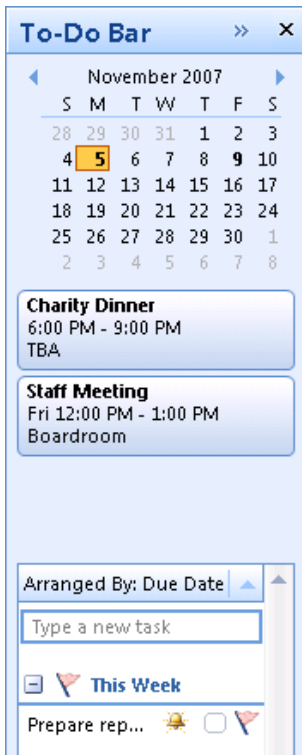 To-Do Bar » ×
November 2007
S M T W T F S
28 29 30 31 1 2 3
4 5 6 7 8 9 10
11 12 13 14 15 16 17
18 19 20 21 22 23 24
25 26 27 28 29 30 1
2 3 4 5 6 7 8
Charity Dinner
6:00 PM - 9:00 PM
TBA
Staff Meeting
Fri 12:00 PM - 1:00 PM
Boardroom
Arranged By: Due Date
Type a new task
This Week
Prepare rep...